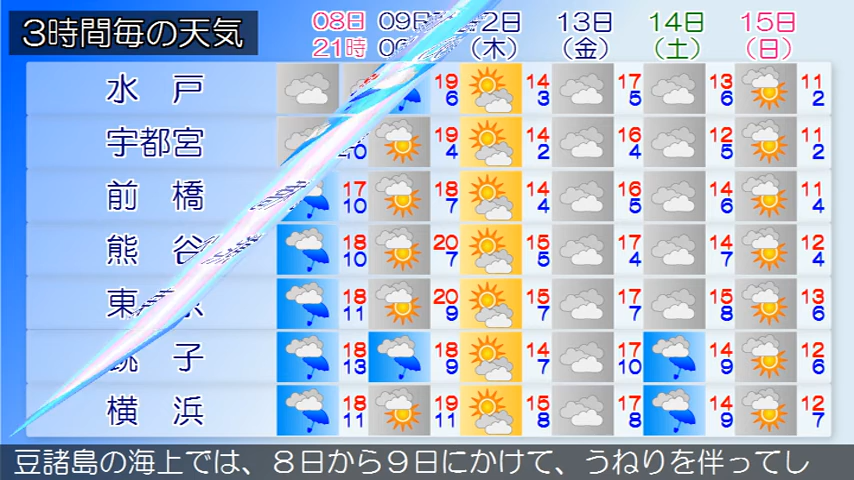 3時間毎の天気
08日 09日 2日 13日 14日 15日
21時 (木) (金) (土) (日)
水 戸 19 6 14 3 17 5 13 6 11 2
宇都宮 19 4 14 2 16 4 12 5 11 2
前 橋 17 10 18 7 14 4 16 5 14 6 11 4
熊 谷 18 10 20 7 15 5 17 4 14 7 12 4
東 18 11 20 9 15 7 17 7 15 8 13 6
子 18 13 18 9 14 7 17 10 14 9 12 6
横 浜 18 11 19 11 15 8 17 8 14 9 12 7
豆諸島の海上では、８日から９日にかけて、うねりを伴ってし